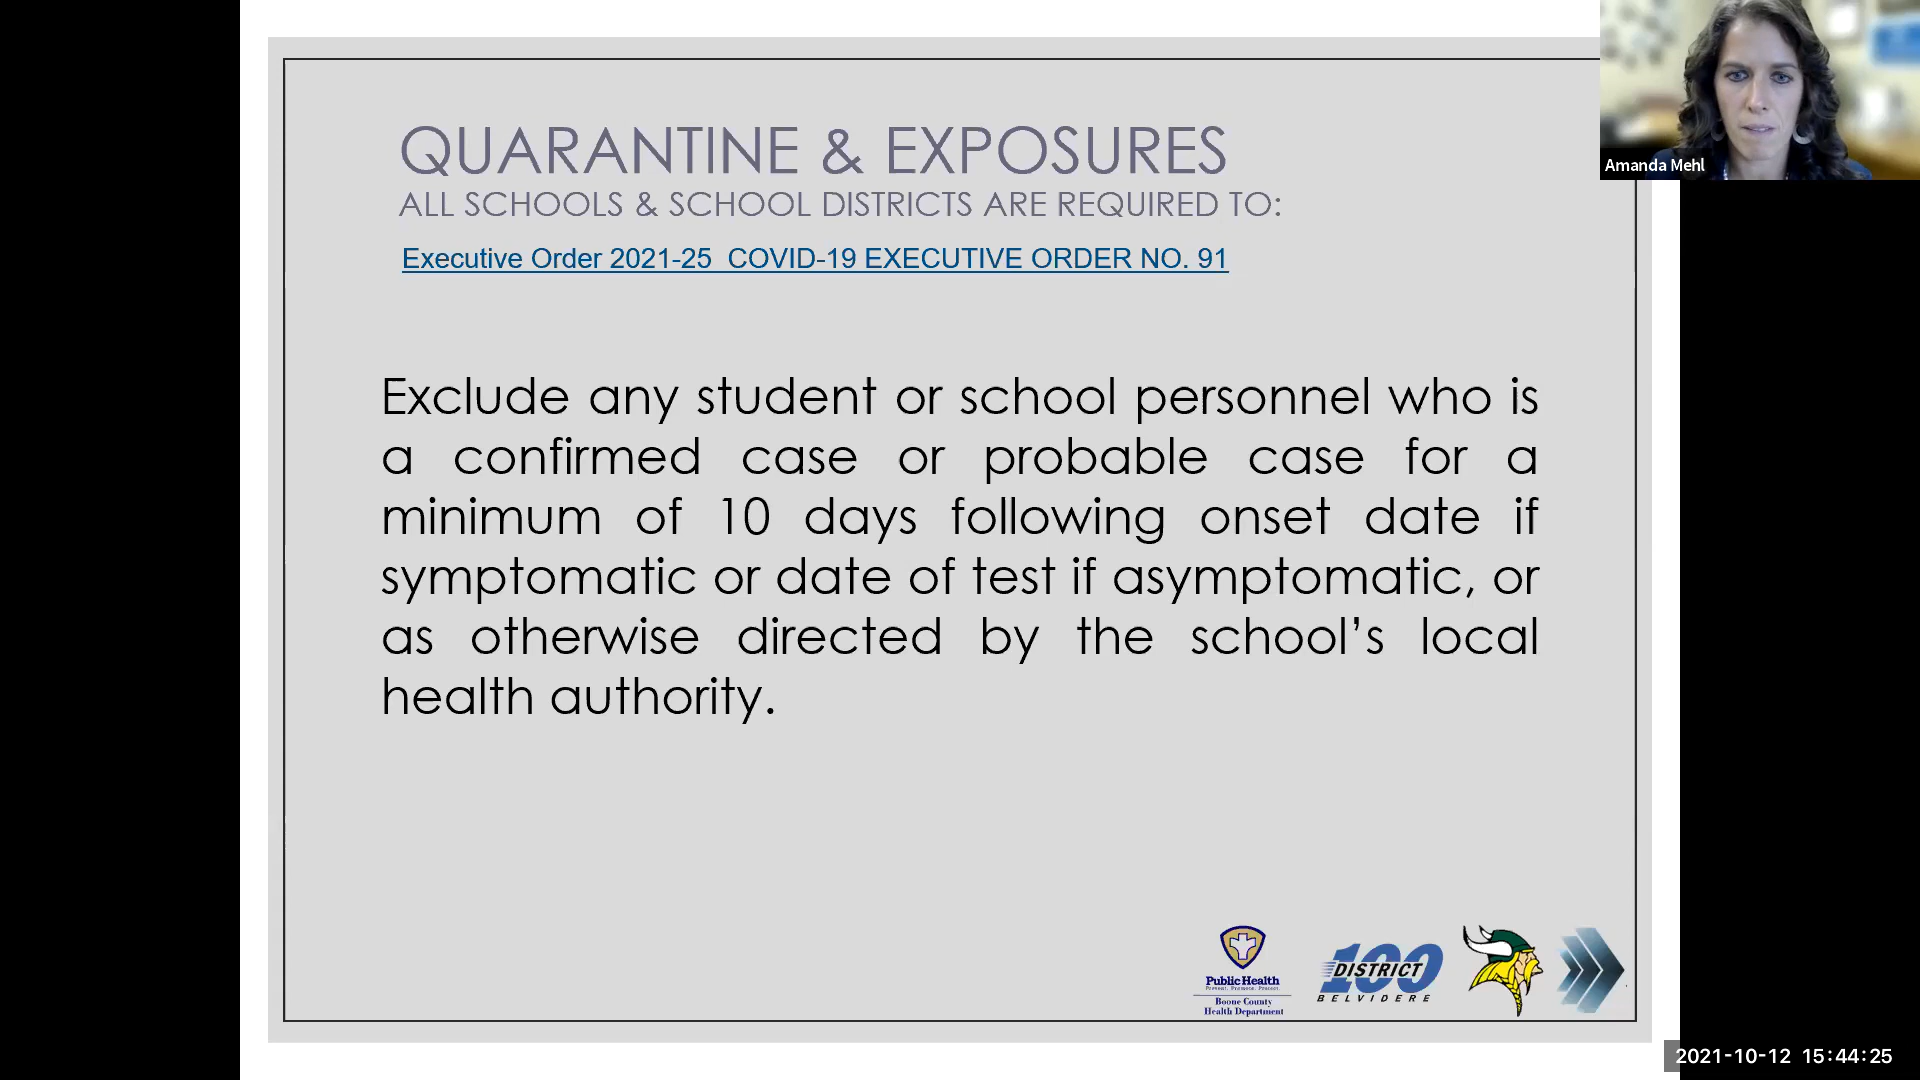 QUARANTINE & EXPOSURES
ALL SCHOOLS & SCHOOL DISTRICTS ARE REQUIRED TO:
Executive Order 2021-25  COVID-19 EXECUTIVE ORDER NO. 91
Exclude any student or school personnel who is
a confirmed case or probable case for a
minimum of 10 days following onset date if
symptomatic or date of test if asymptomatic, or
as otherwise directed by the school’s local
health authority.
Amanda Mehl
Public Health
Prevent. Promote. Protect.
Boone County
Health Department
100
DISTRICT
BELVIDERE
2021-10-12 15:44:25